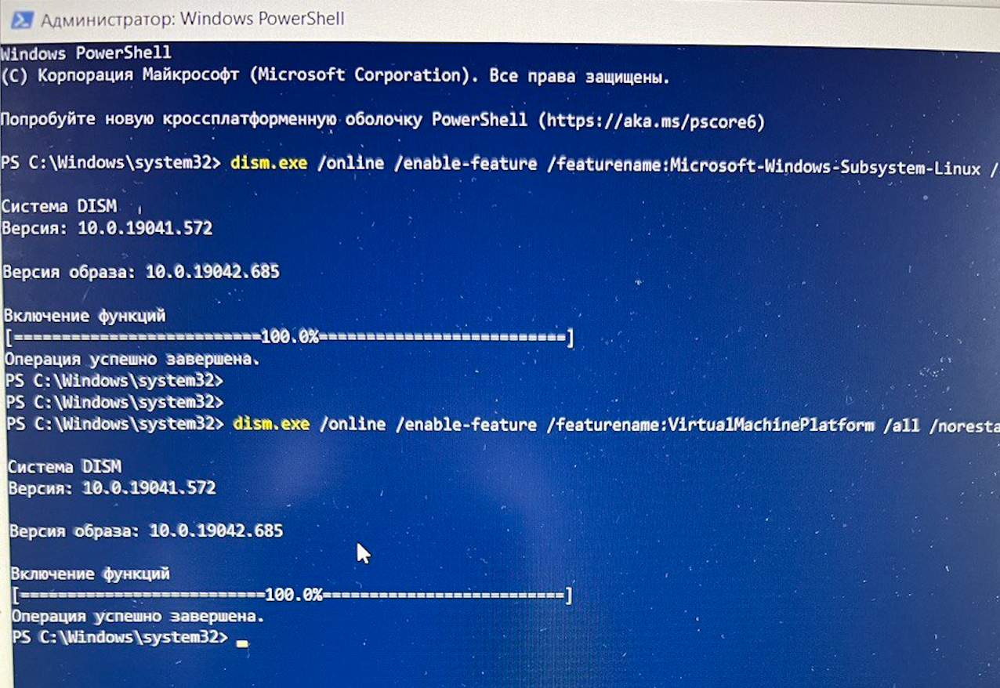 Администратор: Windows PowerShell
Windows PowerShell
(C) Корпорация Майкрософт (Microsoft Corporation). Все права защищены.
Попробуйте новую кроссплатформенную оболочку PowerShell (https://aka.ms/pscore6)
PS C:\Windows\system32> dism.exe /online /enable-feature /featurename:Microsoft-Windows-Subsystem-Linux /
Cистема DISM
Версия: 10.0.19041.572
Версия образа: 10.0.19042.685
Включение функций
[==========================100.0%==========================]
Операция успешно завершена.
PS C:\Windows\system32>
PS C:\Windows\system32>
PS C:\Windows\system32> dism.exe /online /enable-feature /featurename:VirtualMachinePlatform /all /noresta
Cистема DISM
Версия: 10.0.19041.572
Версия образа: 10.0.19042.685
Включение функций
[==========================100.0%==========================]
Операция успешно завершена.
PS C:\Windows\system32>